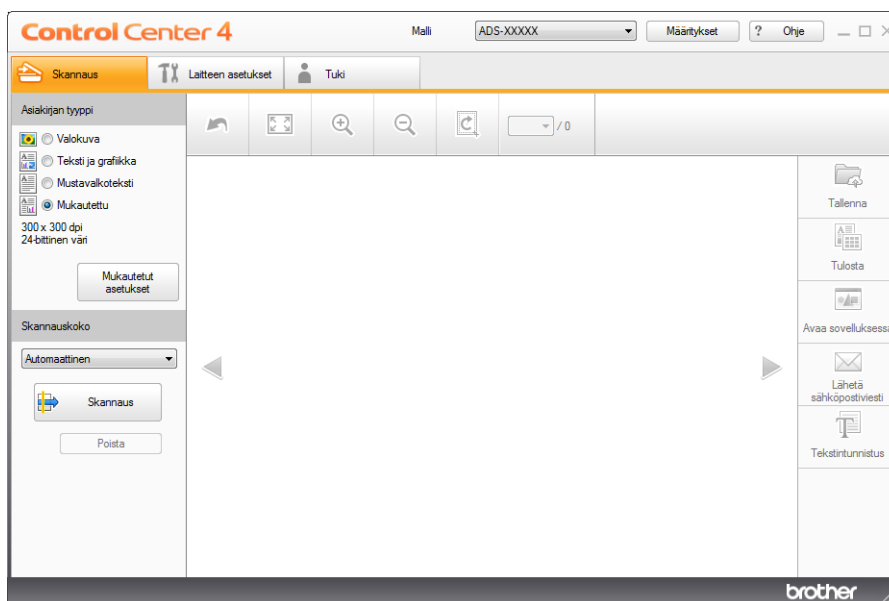 Control Center 4
Malli
ADS-XXXXX
Määritykset
? Ohje
Skannaus
Laitteen asetukset
Tuki
Asiakirjan tyyppi
Valokuva
Teksti ja grafiikka
Mustavalkoteksti
Mukautettu
300 x 300 dpi
24-bittinen väri
Mukautetut
asetukset
Skannauskoko
Automaattinen
Skannaus
Poista
/ 0
Tallenna
Tulosta
Avaa sovelluksessa
Lähetä
sähköpostiviesti
Tekstintunnistus
brother